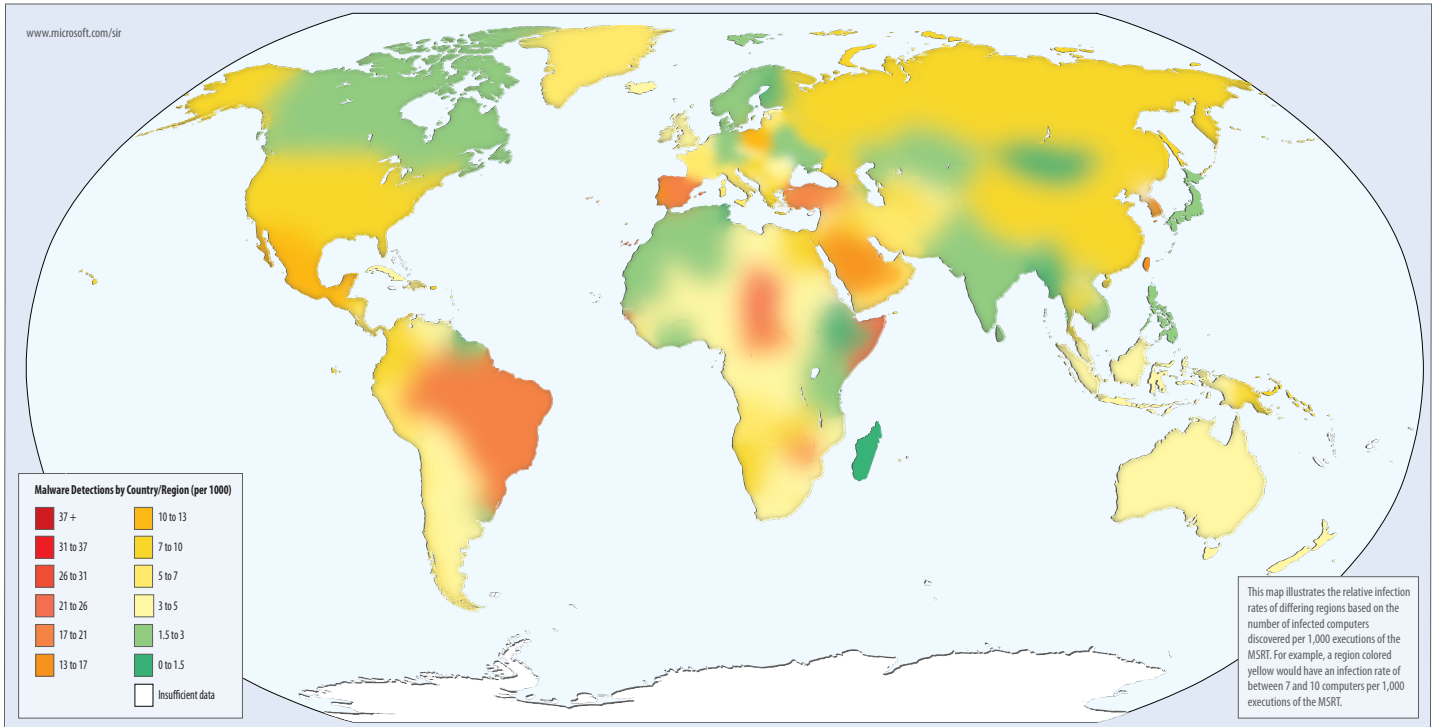 www.microsoft.com/sir
Malware Detections by Country/Region (per 1000)
37 +
31 to 37
26 to 31
21 to 26
17 to 21
13 to 17
10 to 13
7 to 10
5 to 7
3 to 5
1.5 to 3
0 to 1.5
Insufficient data
This map illustrates the relative infection
rates of differing regions based on the
number of infected computers
discovered per 1,000 executions of the
MSRT. For example, a region colored
yellow would have an infection rate of
between 7 and 10 computers per 1,000
executions of the MSRT.